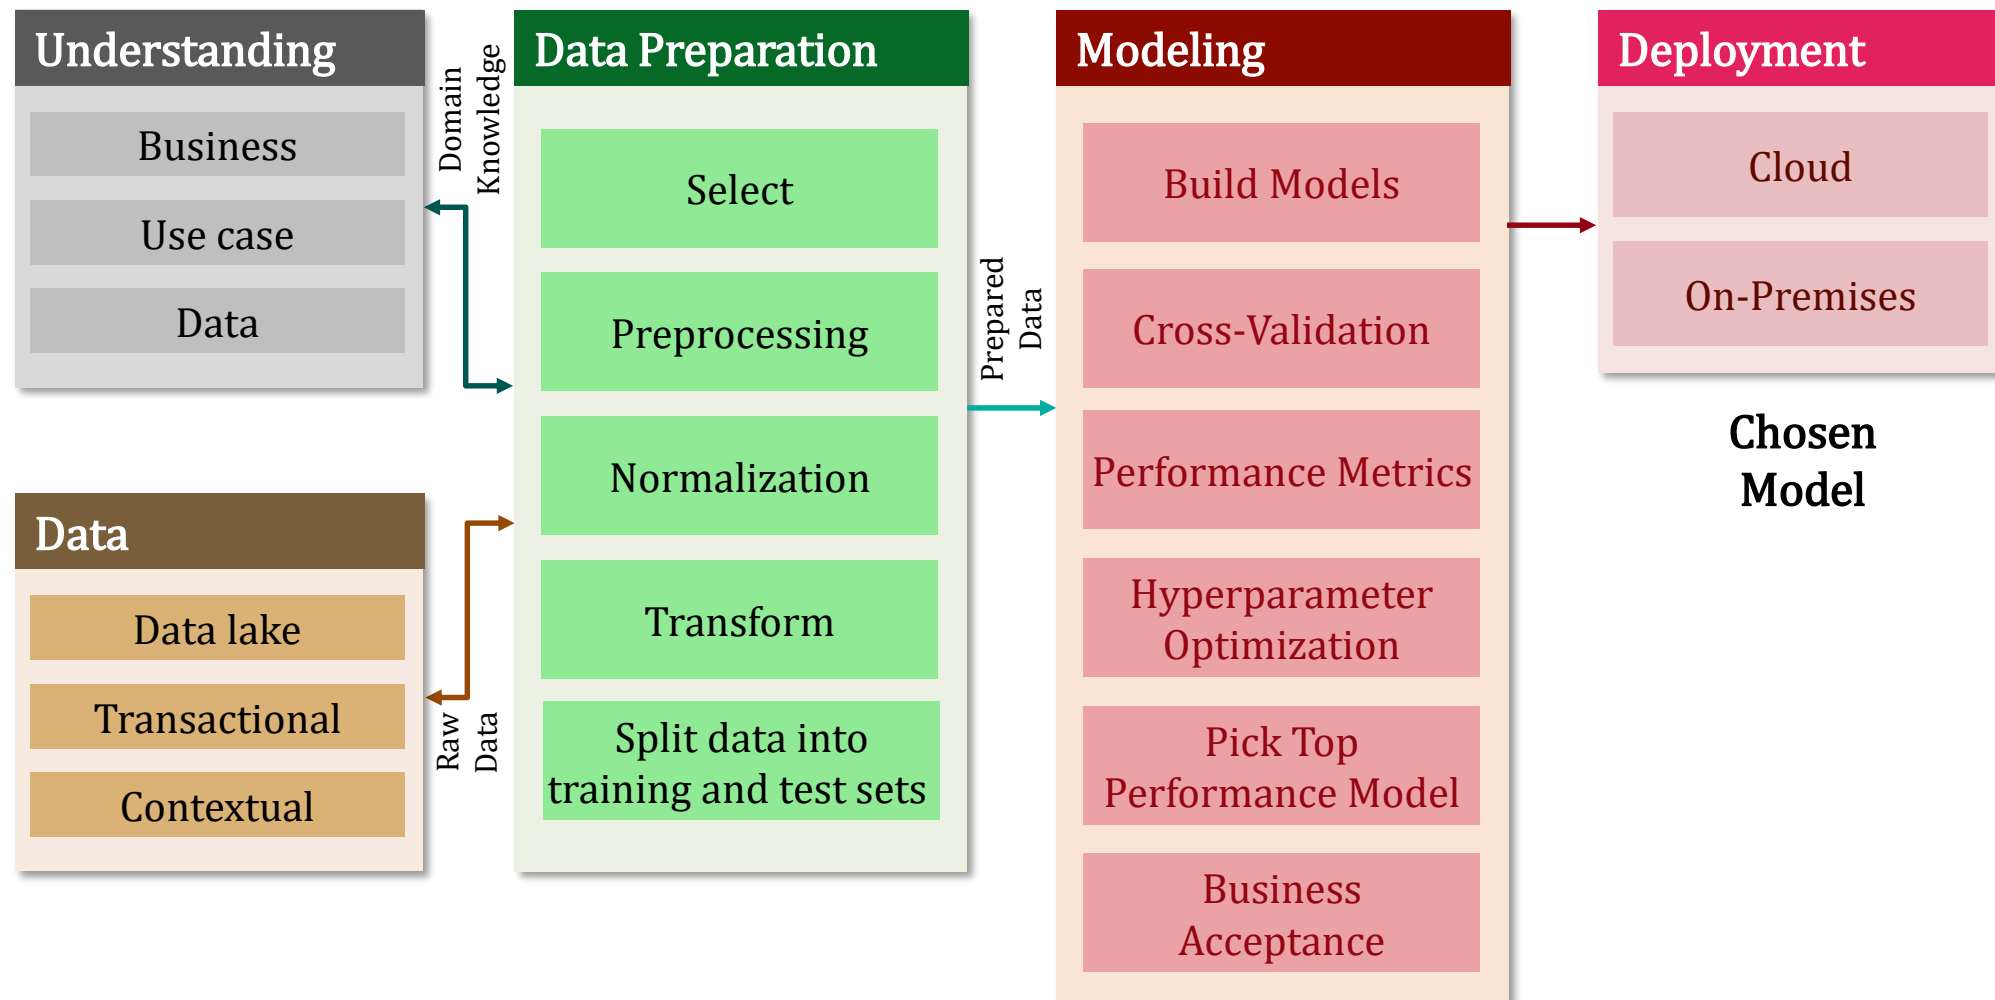 Understanding
Business
Use case
Data
Domain
Knowledge
Data
Data lake
Transactional
Contextual
Raw
Data
Data Preparation
Select
Preprocessing
Normalization
Transform
Split data into
training and test sets
Prepared
Data
Modeling
Build Models
Cross-Validation
Performance Metrics
Hyperparameter
Optimization
Pick Top
Performance Model
Business
Acceptance
Deployment
Cloud
On-Premises
Chosen
Model